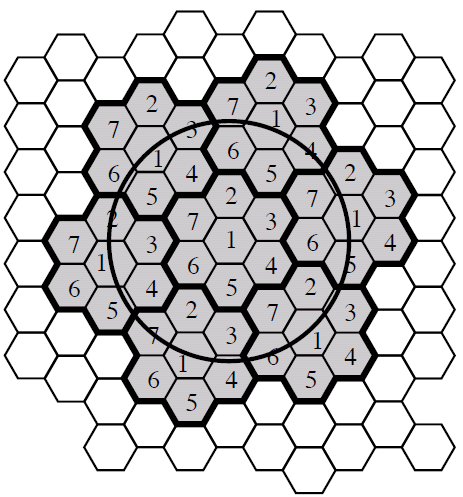 2
2 7 1 3
7 3
6 4
1 2
6 4 5 7 3
5 2
2 7 3 1
7 3 1 6 4
1 6 4 5
6 4 5 2
5 2 7 3
7 3 1
1 6 4
6 4 5
5